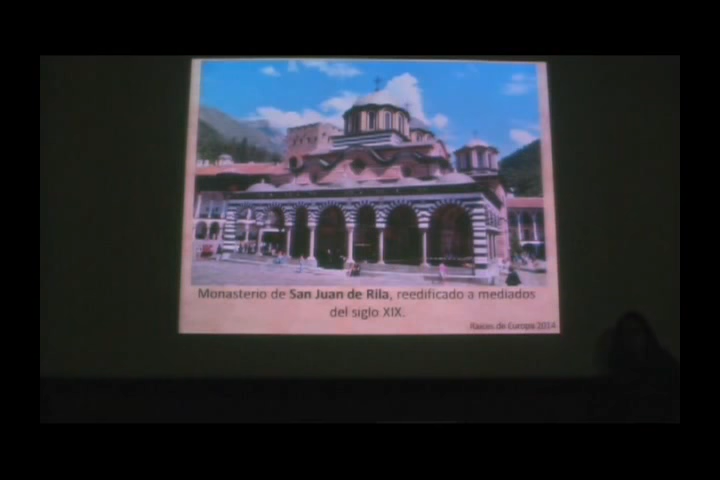 Monasterio de San Juan de Rila, reedificado a mediados
del siglo XIX.
Raíces de Europa 2014